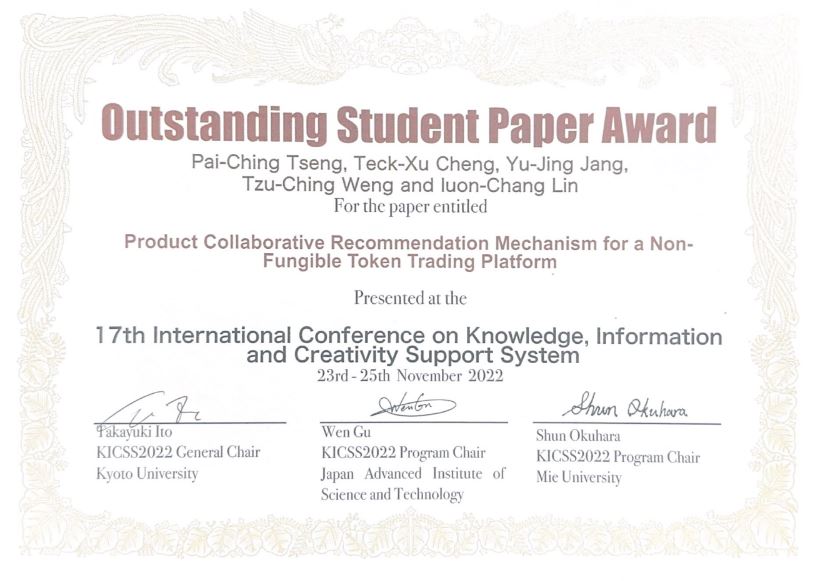 Outstanding Student Paper Award
Pai-Ching Tseng, Teck-Xu Cheng, Yu-Jing Jang,
Tzu-Ching Weng and Iuon-Chang Lin
For the paper entitled
Product Collaborative Recommendation Mechanism for a Non-
Fungible Token Trading Platform
Presented at the
17th International Conference on Knowledge, Information
and Creativity Support System
23rd - 25th November 2022
Takayuki Ito
KICSS2022 General Chair
Kyoto University
WenGu
Wen Gu
KICSS2022 Program Chair
Japan Advanced Institute of
Science and Technology
Shun Okuhara
Shun Okuhara
KICSS2022 Program Chair
Mie University